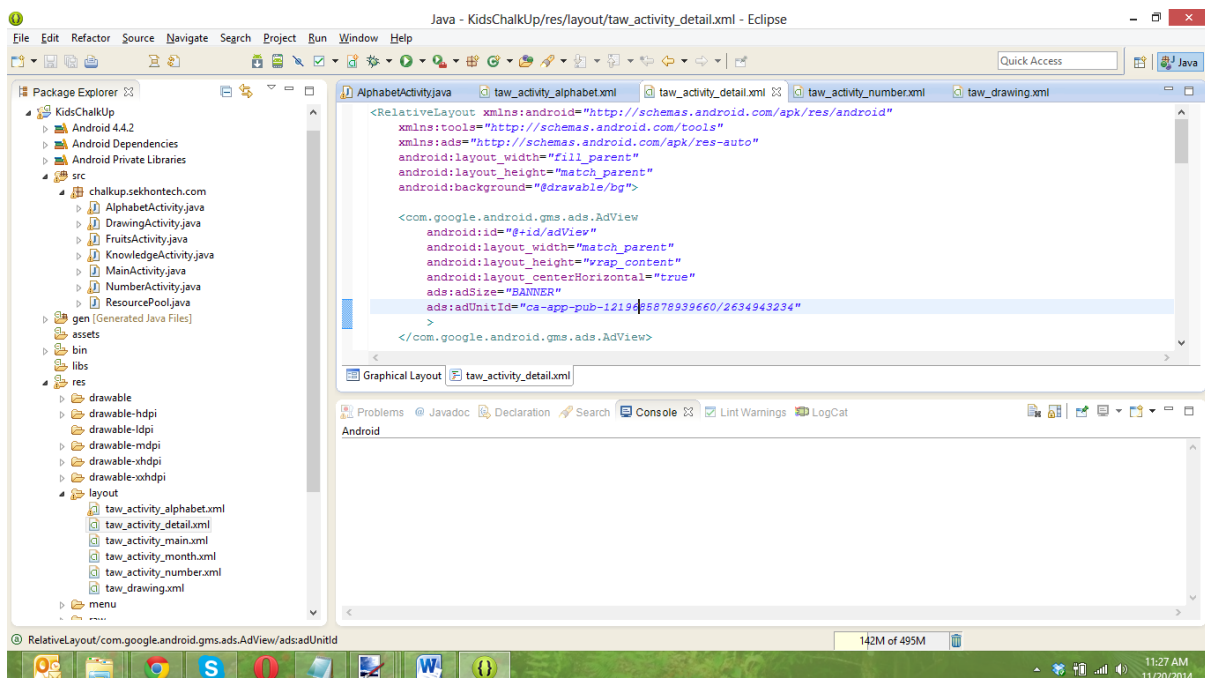 Java - KidsChalkUp/res/layout/taw_activity_detail.xml - Eclipse
File Edit Refactor Source Navigate Search Project Run Window Help
Quick Access
Java
Package Explorer
KidsChalkUp
Android 4.4.2
Android Dependencies
Android Private Libraries
src
chalkup.sekhontech.com
AlphabetActivity.java
DrawingActivity.java
FruitsActivity.java
KnowledgeActivity.java
MainActivity.java
NumberActivity.java
ResourcePool.java
gen [Generated Java Files]
assets
bin
libs
res
drawable
drawable-hdpi
drawable-ldpi
drawable-mdpi
drawable-xhdpi
drawable-xxhdpi
layout
taw_activity_alphabet.xml
taw_activity_detail.xml
taw_activity_main.xml
taw_activity_month.xml
taw_activity_number.xml
taw_drawing.xml
menu
AlphabetActivity.java taw_activity_alphabet.xml taw_activity_detail.xml taw_activity_number.xml taw_drawing.xml
<RelativeLayout xmlns:android="http://schemas.android.com/apk/res/android"
xmlns:tools="http://schemas.android.com/tools"
xmlns:ads="http://schemas.android.com/apk/res-auto"
android:layout_width="fill_parent"
android:layout_height="match_parent"
android:background="@drawable/bg">
<com.google.android.gms.ads.AdView
android:id="@+id/adView"
android:layout_width="match_parent"
android:layout_height="wrap_content"
android:layout_centerHorizontal="true"
ads:adSize="BANNER"
ads:adUnitId="ca-app-pub-1219685878939660/2634943234"
>
</com.google.android.gms.ads.AdView>
Graphical Layout taw_activity_detail.xml
Problems @ Javadoc Declaration Search Console Lint Warnings LogCat
Android
RelativeLayout/com.google.android.gms.ads.AdView/ads:adUnitId
142M of 495M
11:27 AM
11/20/2014